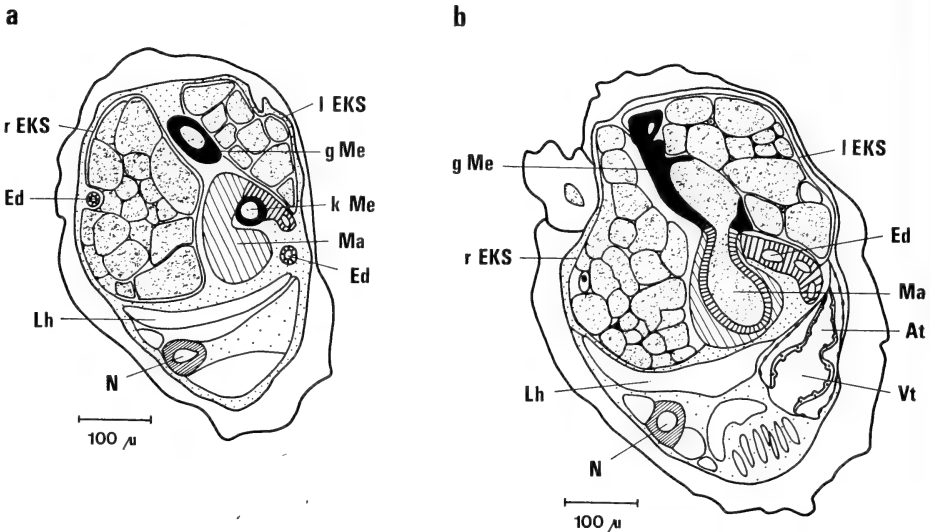 a
r EKS
Ed
Lh
N
l EKS
g Me
k Me
Ma
Ed
100 µ
b
g Me
r EKS
Lh
N
l EKS
Ed
Ma
At
Vt
100 µ